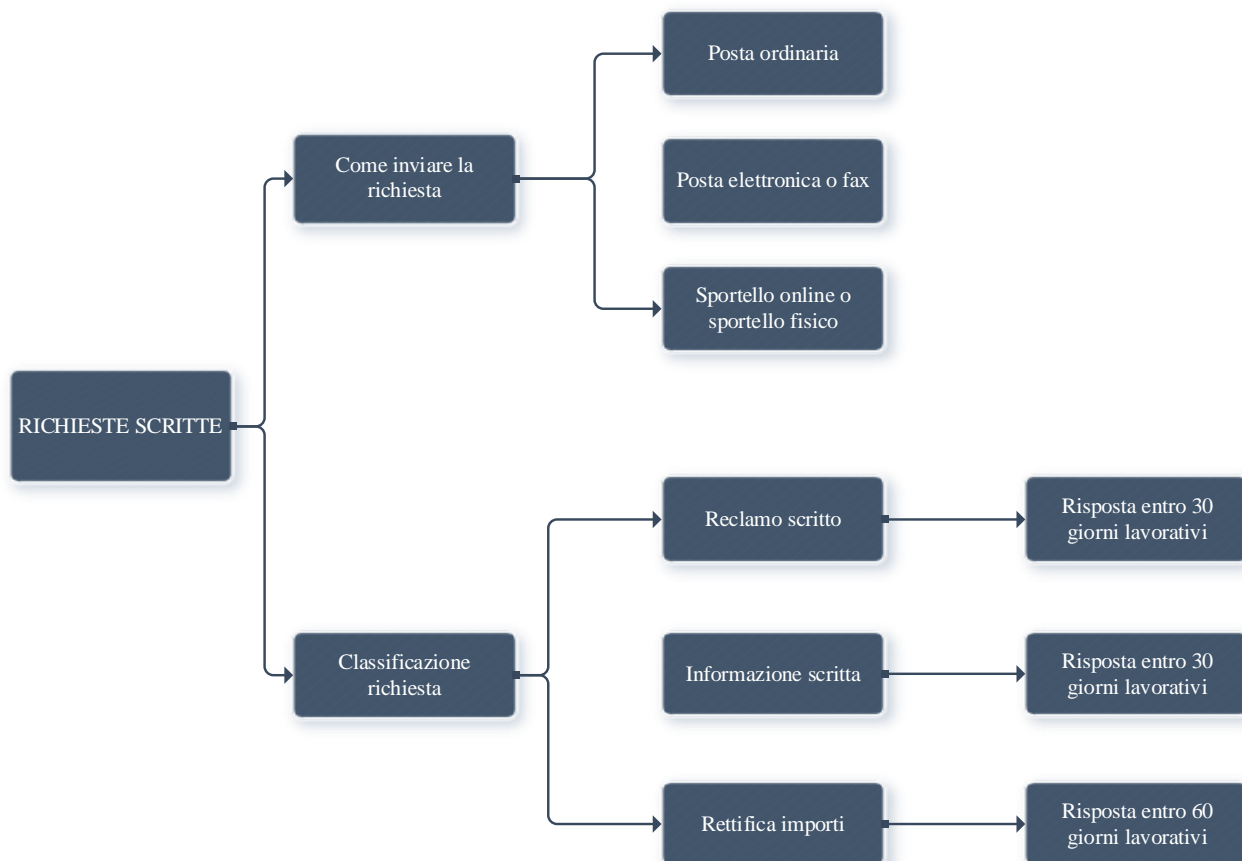 Posta ordinaria
Come inviare la
richiesta
Posta elettronica o fax
Sportello online o
sportello fisico
RICHIESTE SCRITTE
Reclamo scritto
Risposta entro 30
giorni lavorativi
Classificazione
richiesta
Informazione scritta
Risposta entro 30
giorni lavorativi
Rettifica importi
Risposta entro 60
giorni lavorativi